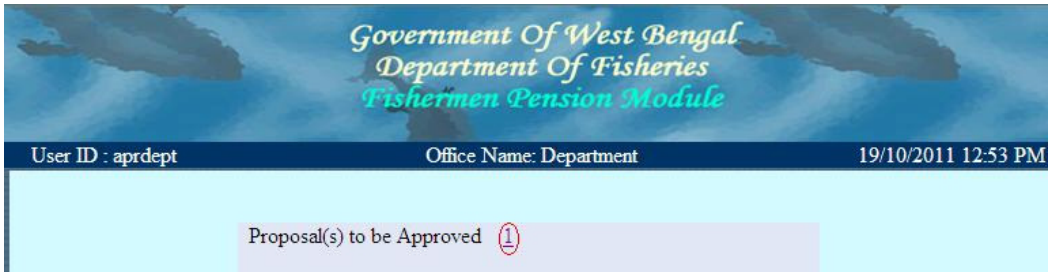 Government Of West Bengal
Department Of Fisheries
Fishermen Pension Module
User ID : aprdept Office Name: Department 19/10/2011 12:53 PM
Proposal(s) to be Approved 1